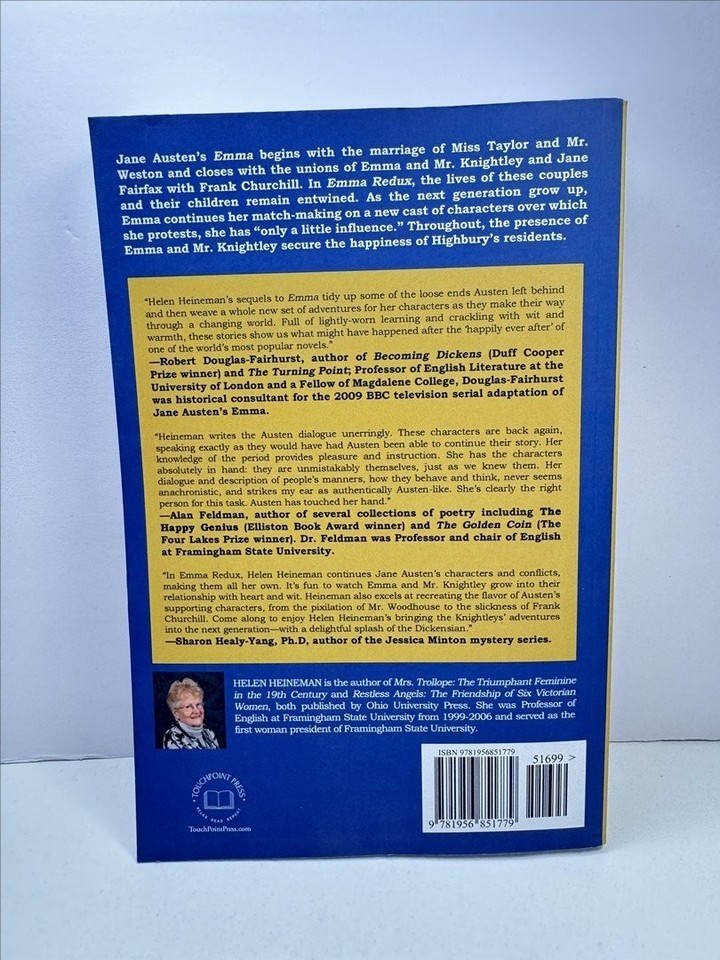 Jane Austen's Emma begins with the marriage of Miss Taylor and Mr.
Weston and closes with the unions of Emma and Mr. Knightley and Jane
Fairfax with Frank Churchill. In Emma Redux, the lives of these couples
and their children remain entwined. As the next generation grow up,
Emma continues her match-making on a new cast of characters over which
she protests, she has "only a little influence." Throughout, the presence of
Emma and Mr. Knightley secure the happiness of Highbury's residents.
"Helen Heineman's sequels to Emma tidy up some of the loose ends Austen left behind
and then weave a whole new set of adventures for her characters as they make their way
through a changing world. Full of lightly-worn learning and crackling with wit and
warmth, these stories show us what might have happened after the 'happily ever after' of
one of the world's most popular novels."
—Robert Douglas-Fairhurst, author of Becoming Dickens (Duff Cooper
Prize winner) and The Turning Point; Professor of English Literature at the
University of London and a Fellow of Magdalene College, Douglas-Fairhurst
was historical consultant for the 2009 BBC television serial adaptation of
Jane Austen's Emma.
"Heineman writes the Austen dialogue unerringly. These characters are back again,
speaking exactly as they would have had Austen been able to continue their story. Her
knowledge of the period provides pleasure and instruction. She has the characters
absolutely in hand: they are unmistakably themselves, just as we knew them. Her
dialogue and description of people's manners, how they behave and think, never seems
anachronistic, and strikes my ear as authentically Austen-like. She's clearly the right
person for this task. Austen has touched her hand."
—Alan Feldman, author of several collections of poetry including The
Happy Genius (Elliston Book Award winner) and The Golden Coin (The
Four Lakes Prize winner). Dr. Feldman was Professor and chair of English
at Framingham State University.
"In Emma Redux, Helen Heineman continues Jane Austen's characters and conflicts,
making them all her own. It's fun to watch Emma and Mr. Knightley grow into their
relationship with heart and wit. Heineman also excels at recreating the flavor of Austen's
supporting characters, from the pixilation of Mr. Woodhouse to the slickness of Frank
Churchill. Come along to enjoy Helen Heineman's bringing the Knightleys' adventures
into the next generation—with a delightful splash of the Dickensian."
—Sharon Healy-Yang, Ph.D, author of the Jessica Minton mystery series.
HELEN HEINEMAN is the author of Mrs. Trollope: The Triumphant Feminine
in the 19th Century and Restless Angels: The Friendship of Six Victorian
Women, both published by Ohio University Press. She was Professor of
English at Framingham State University from 1999-2006 and served as the
first woman president of Framingham State University.
ISBN 9781956851779
51699 >
9 781956 851779
TOUCHPOINT PRESS
RELAX READ REPEAT
TouchPointPress.com